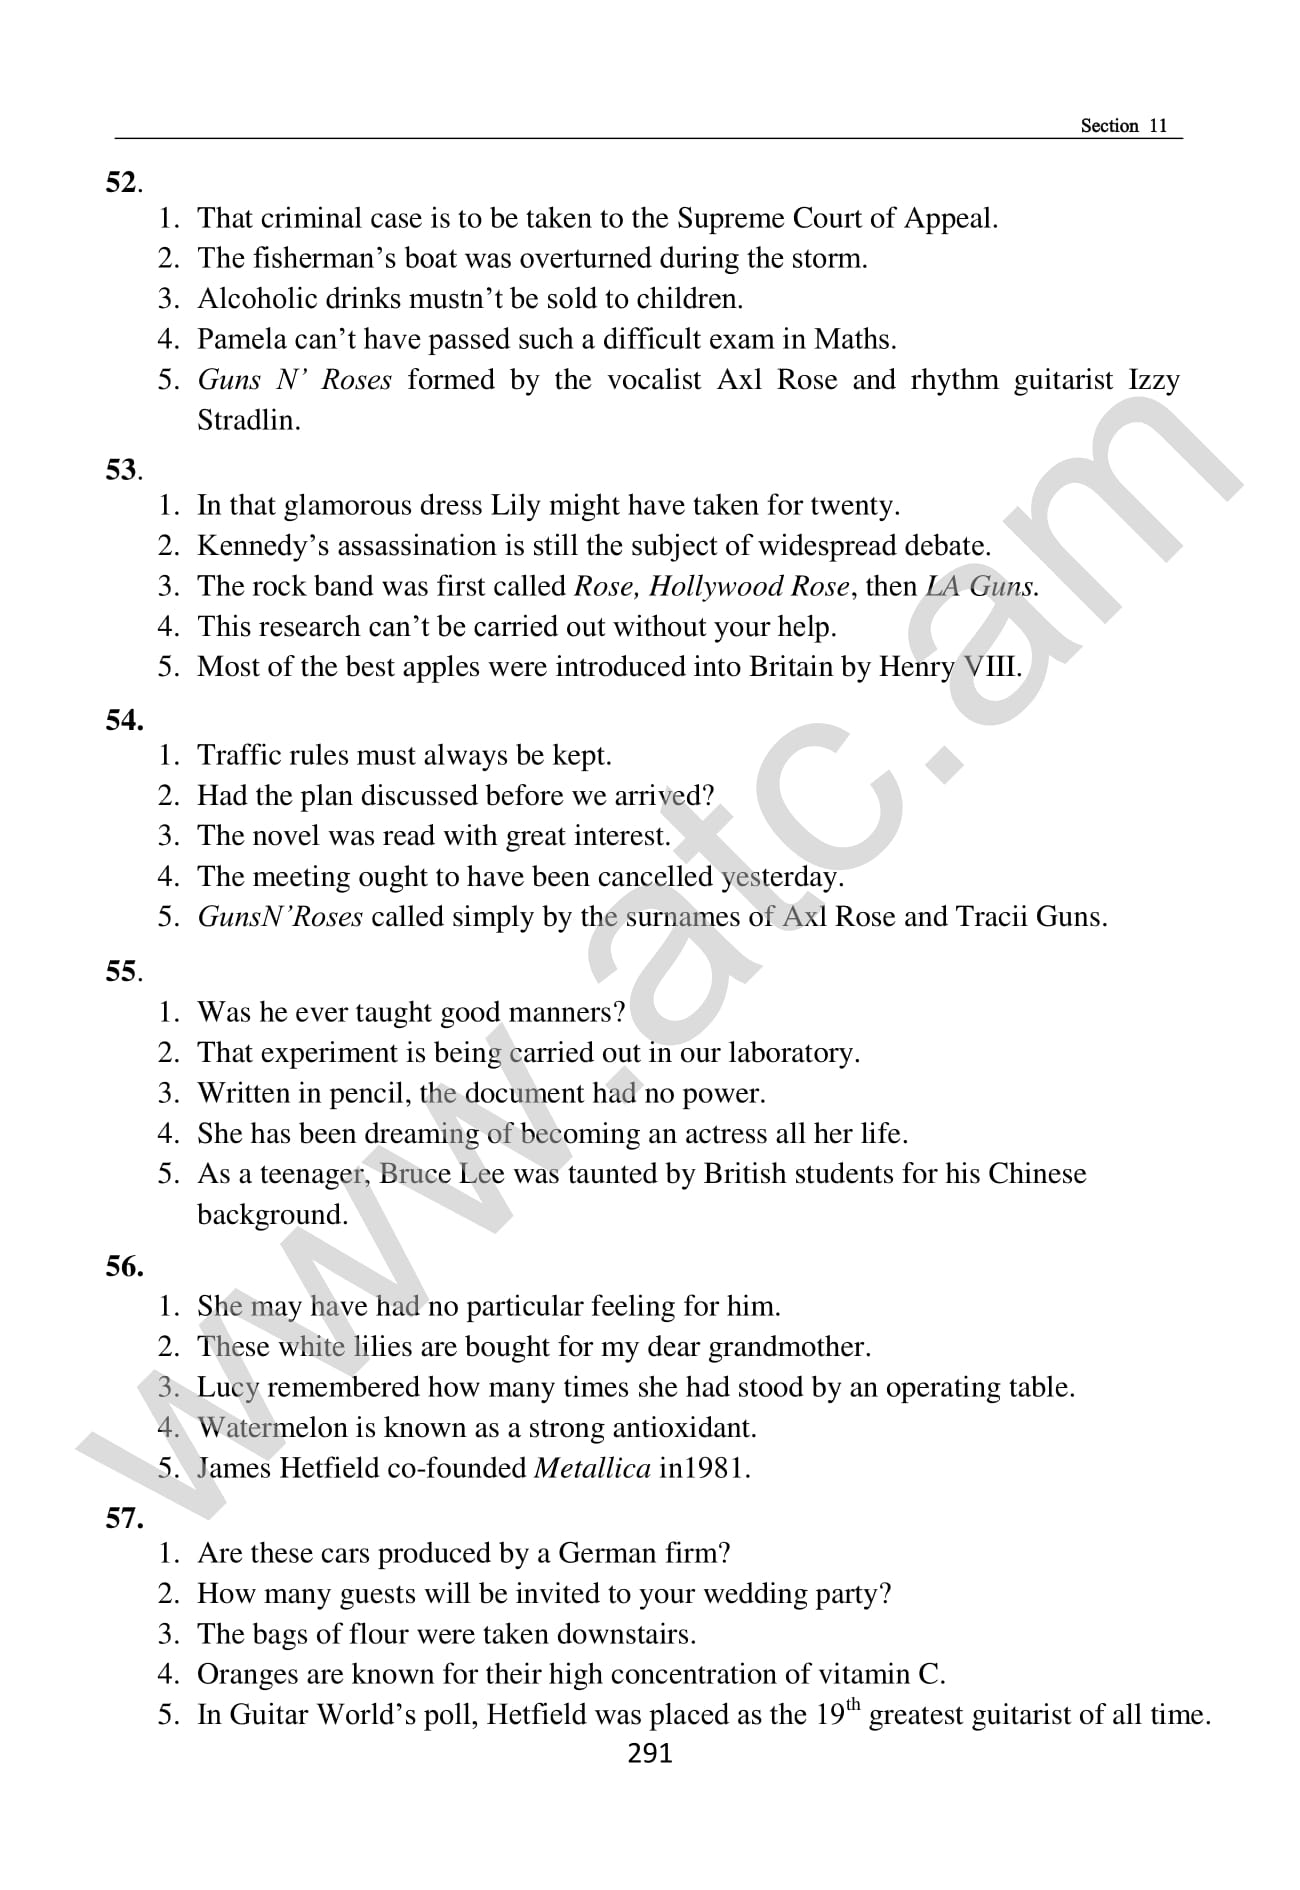 Section 11
52.
1. That criminal case is to be taken to the Supreme Court of Appeal.
2. The fisherman’s boat was overturned during the storm.
3. Alcoholic drinks mustn’t be sold to children.
4. Pamela can’t have passed such a difficult exam in Maths.
5. Guns N’ Roses formed by the vocalist Axl Rose and rhythm guitarist Izzy
Stradlin.
53.
1. In that glamorous dress Lily might have taken for twenty.
2. Kennedy’s assassination is still the subject of widespread debate.
3. The rock band was first called Rose, Hollywood Rose, then LA Guns.
4. This research can’t be carried out without your help.
5. Most of the best apples were introduced into Britain by Henry VIII.
54.
1. Traffic rules must always be kept.
2. Had the plan discussed before we arrived?
3. The novel was read with great interest.
4. The meeting ought to have been cancelled yesterday.
5. GunsN’Roses called simply by the surnames of Axl Rose and Tracii Guns.
55.
1. Was he ever taught good manners?
2. That experiment is being carried out in our laboratory.
3. Written in pencil, the document had no power.
4. She has been dreaming of becoming an actress all her life.
5. As a teenager, Bruce Lee was taunted by British students for his Chinese
background.
56.
1. She may have had no particular feeling for him.
2. These white lilies are bought for my dear grandmother.
3. Lucy remembered how many times she had stood by an operating table.
4. Watermelon is known as a strong antioxidant.
5. James Hetfield co-founded Metallica in1981.
57.
1. Are these cars produced by a German firm?
2. How many guests will be invited to your wedding party?
3. The bags of flour were taken downstairs.
4. Oranges are known for their high concentration of vitamin C.
5. In Guitar World’s poll, Hetfield was placed as the 19th greatest guitarist of all time.
291
www.atc.am